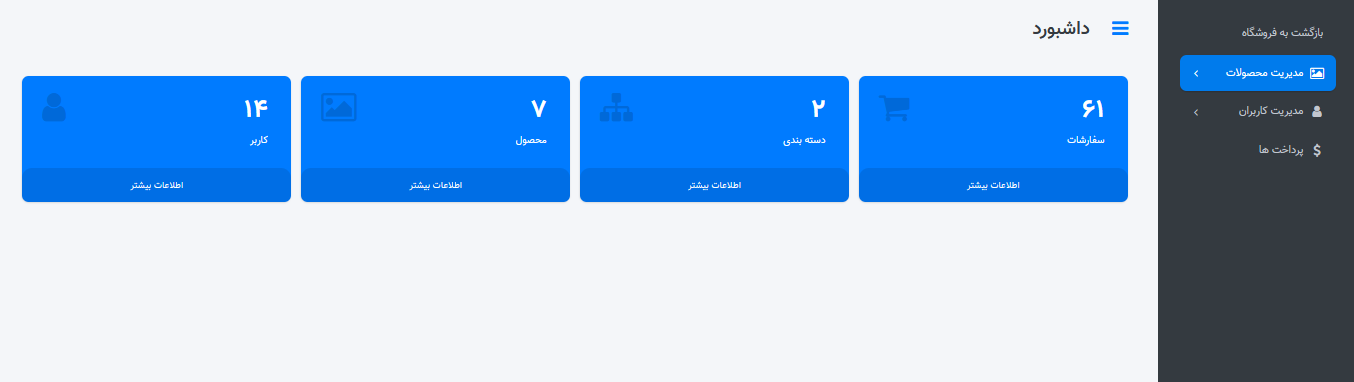 بازگشت به فروشگاه
مدیریت محصولات
مدیریت کاربران
پرداخت ها
داشبورد
۶۱
سفارشات
اطلاعات بیشتر
۲
دسته بندی
اطلاعات بیشتر
۷
محصول
اطلاعات بیشتر
۱۴
کاربر
اطلاعات بیشتر